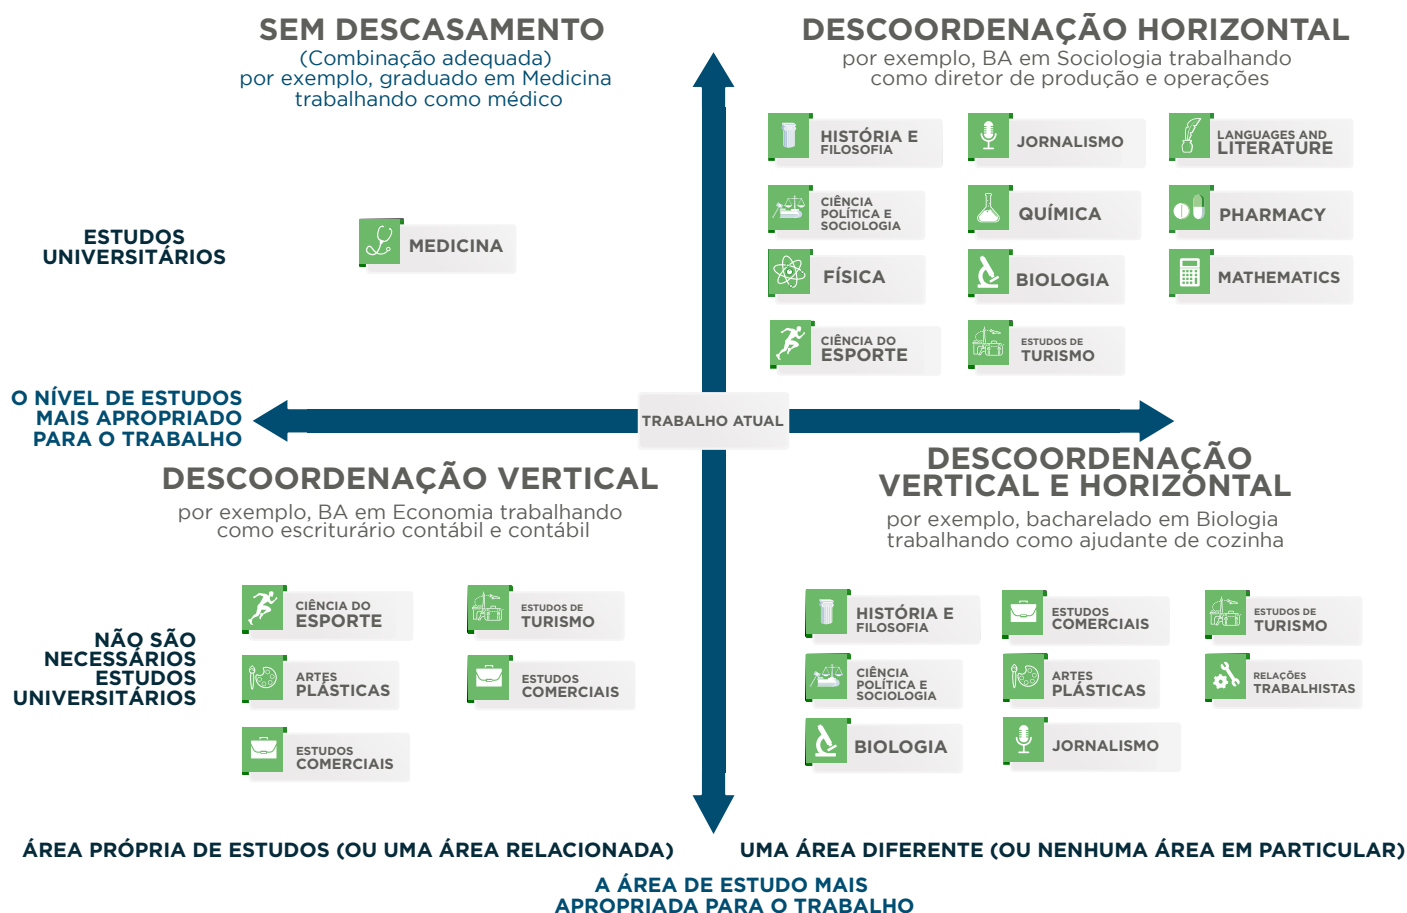 SEM DESCASAMENTO
(Combinação adequada)
por exemplo, graduado em Medicina
trabalhando como médico
DESCOORDENAÇÃO HORIZONTAL
por exemplo, BA em Sociologia trabalhando
como diretor de produção e operações
HISTÓRIA E
FILOSOFIA
JORNALISMO
LANGUAGES AND
LITERATURE
CIÊNCIA
POLÍTICA E
SOCIOLOGIA
QUÍMICA
PHARMACY
FÍSICA
BIOLOGIA
MATHEMATICS
CIÊNCIA DO
ESPORTE
ESTUDOS DE
TURISMO
ESTUDOS
UNIVERSITÁRIOS
MEDICINA
O NÍVEL DE ESTUDOS
MAIS APROPRIADO
PARA O TRABALHO
TRABALHO ATUAL
DESCOORDENAÇÃO VERTICAL
por exemplo, BA em Economia trabalhando
como escriturário contábil e contábil
DESCOORDENAÇÃO
VERTICAL E HORIZONTAL
por exemplo, bacharelado em Biologia
trabalhando como ajudante de cozinha
NÃO SÃO
NECESSÁRIOS
ESTUDOS
UNIVERSITÁRIOS
CIÊNCIA DO
ESPORTE
ESTUDOS DE
TURISMO
ARTES
PLÁSTICAS
ESTUDOS
COMERCIAIS
ESTUDOS
COMERCIAIS
HISTÓRIA E
FILOSOFIA
ESTUDOS
COMERCIAIS
ESTUDOS DE
TURISMO
CIÊNCIA
POLÍTICA E
SOCIOLOGIA
ARTES
PLÁSTICAS
RELAÇÕES
TRABALHISTAS
BIOLOGIA
JORNALISMO
ÁREA PRÓPRIA DE ESTUDOS (OU UMA ÁREA RELACIONADA)
UMA ÁREA DIFERENTE (OU NENHUMA ÁREA EM PARTICULAR)
A ÁREA DE ESTUDO MAIS
APROPRIADA PARA O TRABALHO